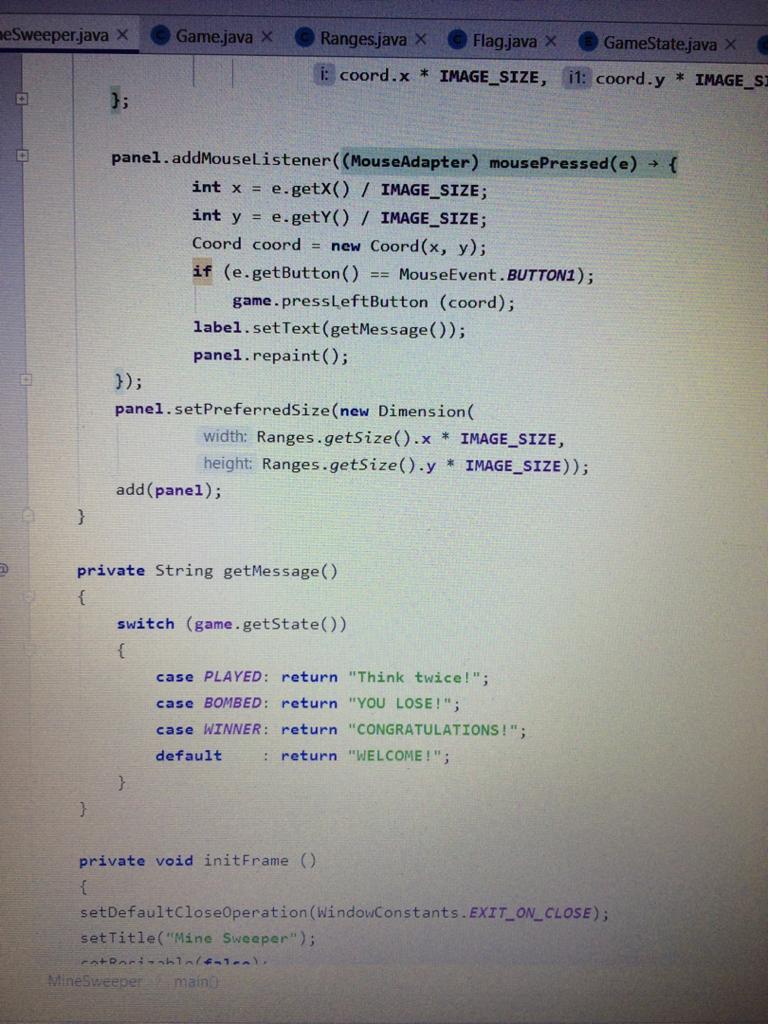 neSweeper.java × Game.java × Ranges.java × Flag.java × GameState.java ×
i: coord.x * IMAGE_SIZE, i1: coord.y * IMAGE_SI
};
panel.addMouseListener((MouseAdapter) mousePressed(e) → {
int x = e.getX() / IMAGE_SIZE;
int y = e.getY() / IMAGE_SIZE;
Coord coord = new Coord(x, y);
if (e.getButton() == MouseEvent.BUTTON1);
game.pressLeftButton (coord);
label.setText(getMessage());
panel.repaint();
});
panel.setPreferredSize(new Dimension(
width: Ranges.getSize().x * IMAGE_SIZE,
height: Ranges.getSize().y * IMAGE_SIZE));
add(panel);
}
@ private String getMessage()
{
switch (game.getState())
{
case PLAYED: return "Think twice!";
case BOMBED: return "YOU LOSE!";
case WINNER: return "CONGRATULATIONS!";
default : return "WELCOME!";
}
}
private void initFrame ()
{
setDefaultCloseOperation(WindowConstants.EXIT_ON_CLOSE);
setTitle("Mine Sweeper");
setResizable(false);
MineSweeper main()